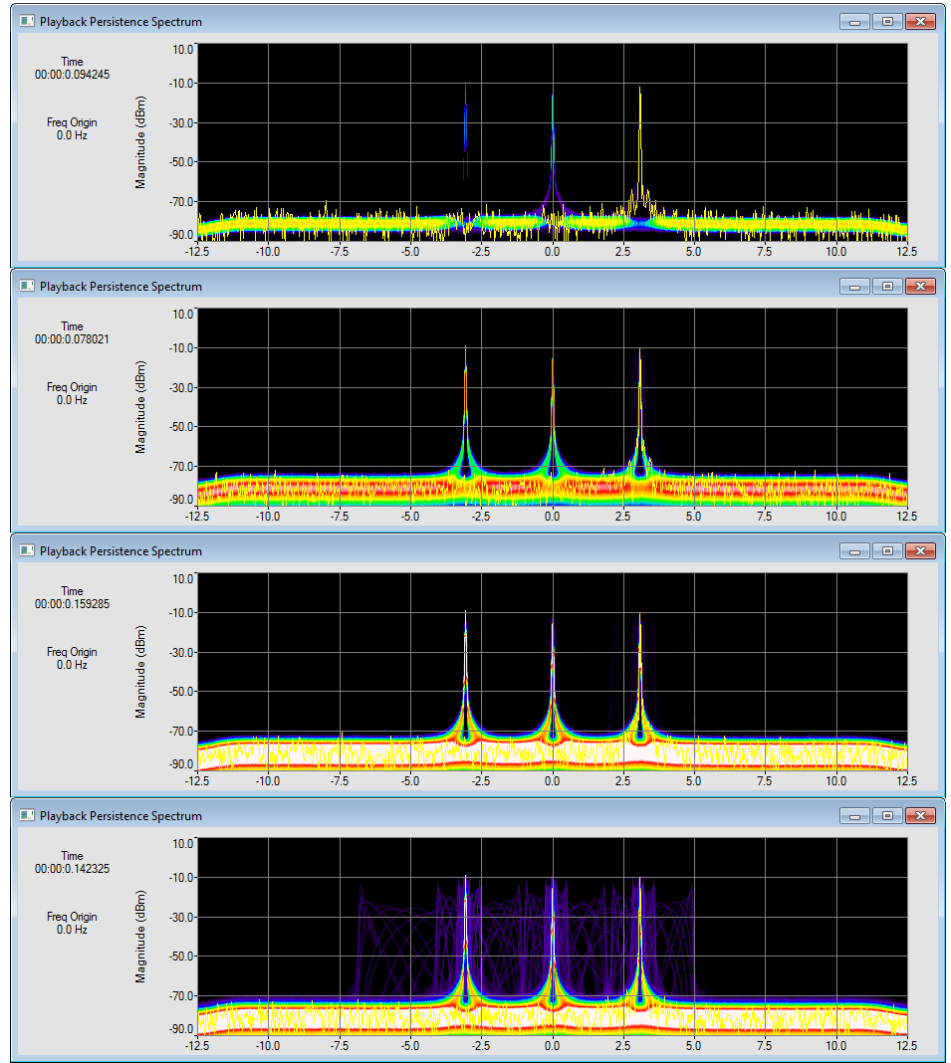 Playback Persistence Spectrum
Time
00:00:0.094245
Freq Origin
0.0 Hz
Magnitude (dBm)
10.0
-10.0
-30.0
-50.0
-70.0
-90.0
-12.5 -10.0 -7.5 -5.0 -2.5 0.0 2.5 5.0 7.5 10.0 12.5
Playback Persistence Spectrum
Time
00:00:0.078021
Freq Origin
0.0 Hz
Magnitude (dBm)
10.0
-10.0
-30.0
-50.0
-70.0
-90.0
-12.5 -10.0 -7.5 -5.0 -2.5 0.0 2.5 5.0 7.5 10.0 12.5
Playback Persistence Spectrum
Time
00:00:0.159285
Freq Origin
0.0 Hz
Magnitude (dBm)
10.0
-10.0
-30.0
-50.0
-70.0
-90.0
-12.5 -10.0 -7.5 -5.0 -2.5 0.0 2.5 5.0 7.5 10.0 12.5
Playback Persistence Spectrum
Time
00:00:0.142325
Freq Origin
0.0 Hz
Magnitude (dBm)
10.0
-10.0
-30.0
-50.0
-70.0
-90.0
-12.5 -10.0 -7.5 -5.0 -2.5 0.0 2.5 5.0 7.5 10.0 12.5